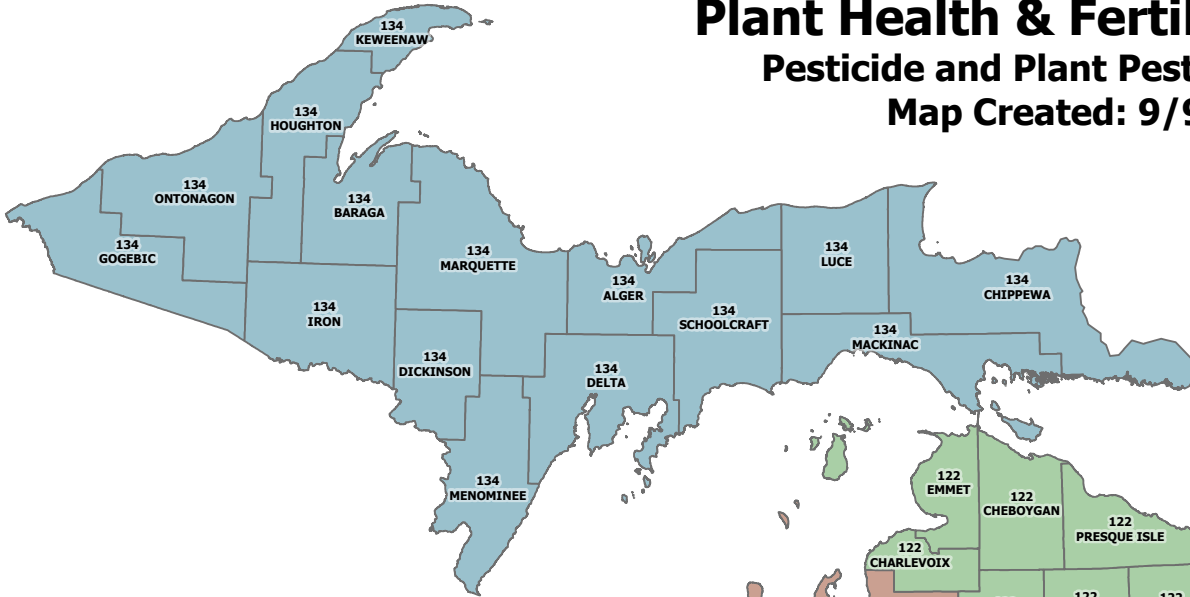 Plant Health & Fertil
Pesticide and Plant Pest
Map Created: 9/9
134
KEWEENAW
134
HOUGHTON
134
ONTONAGON
134
BARAGA
134
GOGEBIC
134
MARQUETTE
134
LUCE
134
ALGER
134
CHIPPEWA
134
IRON
134
SCHOOLCRAFT
134
MACKINAC
134
DICKINSON
134
DELTA
134
MENOMINEE
122
EMMET
122
CHEBOYGAN
122
PRESQUE ISLE
122
CHARLEVOIX